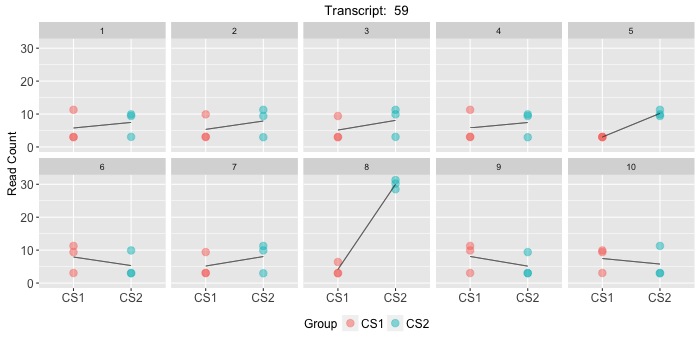 Transcript: 59
1 2 3 4 5
30
20
10
0
Read Count
6 7 8 9 10
30
20
10
0
CS1 CS2 CS1 CS2 CS1 CS2 CS1 CS2 CS1 CS2
Group CS1 CS2